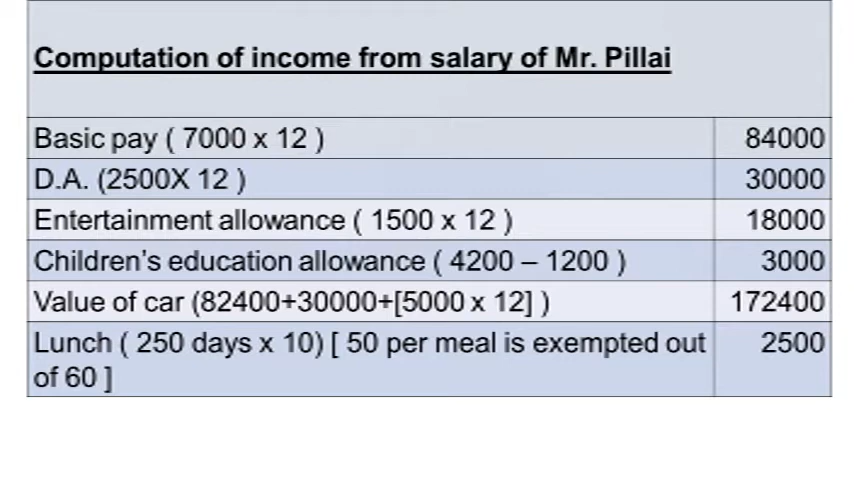 Computation of income from salary of Mr. Pillai
Basic pay ( 7000 x 12 ) 84000
D.A. (2500X 12 ) 30000
Entertainment allowance ( 1500 x 12 ) 18000
Children’s education allowance ( 4200 – 1200 ) 3000
Value of car (82400+30000+[5000 x 12] ) 172400
Lunch ( 250 days x 10) [ 50 per meal is exempted out 2500
of 60 ]